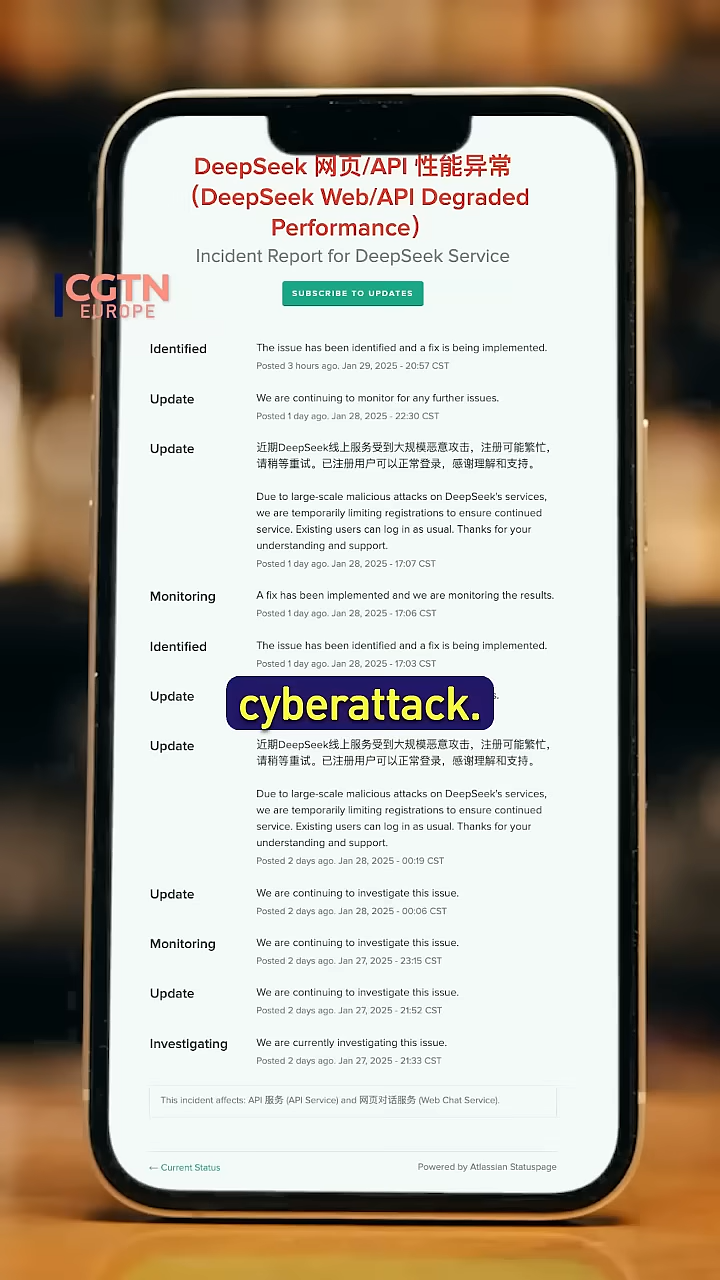 DeepSeek 网页/API 性能异常
（DeepSeek Web/API Degraded
Performance）
Incident Report for DeepSeek Service
SUBSCRIBE TO UPDATES
CGTN
EUROPE
Identified
The issue has been identified and a fix is being implemented.
Posted 3 hours ago. Jan 29, 2025 - 20:57 CST
Update
We are continuing to monitor for any further issues.
Posted 1 day ago. Jan 28, 2025 - 22:30 CST
Update
近期DeepSeek线上服务受到大规模恶意攻击，注册可能繁忙，
请稍等重试。已注册用户可以正常登录，感谢理解和支持。
Due to large-scale malicious attacks on DeepSeek's services,
we are temporarily limiting registrations to ensure continued
service. Existing users can log in as usual. Thanks for your
understanding and support.
Posted 1 day ago. Jan 28, 2025 - 17:07 CST
Monitoring
A fix has been implemented and we are monitoring the results.
Posted 1 day ago. Jan 28, 2025 - 17:06 CST
Identified
The issue has been identified and a fix is being implemented.
Posted 1 day ago. Jan 28, 2025 - 17:03 CST
Update
cyberattack.
Update
近期DeepSeek线上服务受到大规模恶意攻击，注册可能繁忙，
请稍等重试。已注册用户可以正常登录，感谢理解和支持。
Due to large-scale malicious attacks on DeepSeek's services,
we are temporarily limiting registrations to ensure continued
service. Existing users can log in as usual. Thanks for your
understanding and support.
Posted 2 days ago. Jan 28, 2025 - 00:19 CST
Update
We are continuing to investigate this issue.
Posted 2 days ago. Jan 28, 2025 - 00:06 CST
Monitoring
We are continuing to investigate this issue.
Posted 2 days ago. Jan 27, 2025 - 23:15 CST
Update
We are continuing to investigate this issue.
Posted 2 days ago. Jan 27, 2025 - 21:52 CST
Investigating
We are currently investigating this issue.
Posted 2 days ago. Jan 27, 2025 - 21:33 CST
This incident affects: API 服务 (API Service) and 网页对话服务 (Web Chat Service).
← Current Status
Powered by Atlassian Statuspage